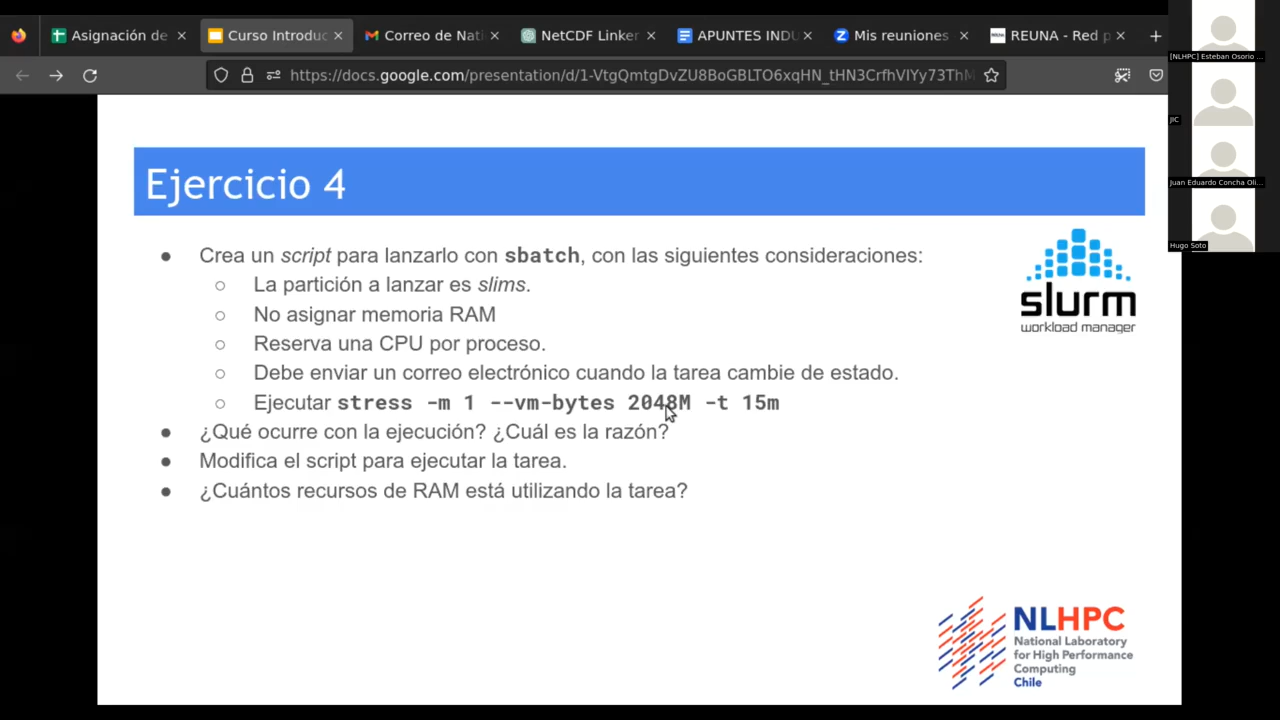 Asignación de
Curso Introduc
Correo de Nati
NetCDF Linker
APUNTES INDU
Mis reuniones
REUNA - Red p
https://docs.google.com/presentation/d/1-VtgQmtgDvZU8BoGBLTO6xqHN_tHN3CrfhVIYy73ThM
[NLHPC] Esteban Osorio ...
JIC
Juan Eduardo Concha Oli...
Hugo Soto
Ejercicio 4
● Crea un script para lanzarlo con sbatch, con las siguientes consideraciones:
○ La partición a lanzar es slims.
○ No asignar memoria RAM
○ Reserva una CPU por proceso.
○ Debe enviar un correo electrónico cuando la tarea cambie de estado.
○ Ejecutar stress -m 1 --vm-bytes 2048M -t 15m
● ¿Qué ocurre con la ejecución? ¿Cuál es la razón?
● Modifica el script para ejecutar la tarea.
● ¿Cuántos recursos de RAM está utilizando la tarea?
slurm
workload manager
NLHPC
National Laboratory
for High Performance
Computing
Chile